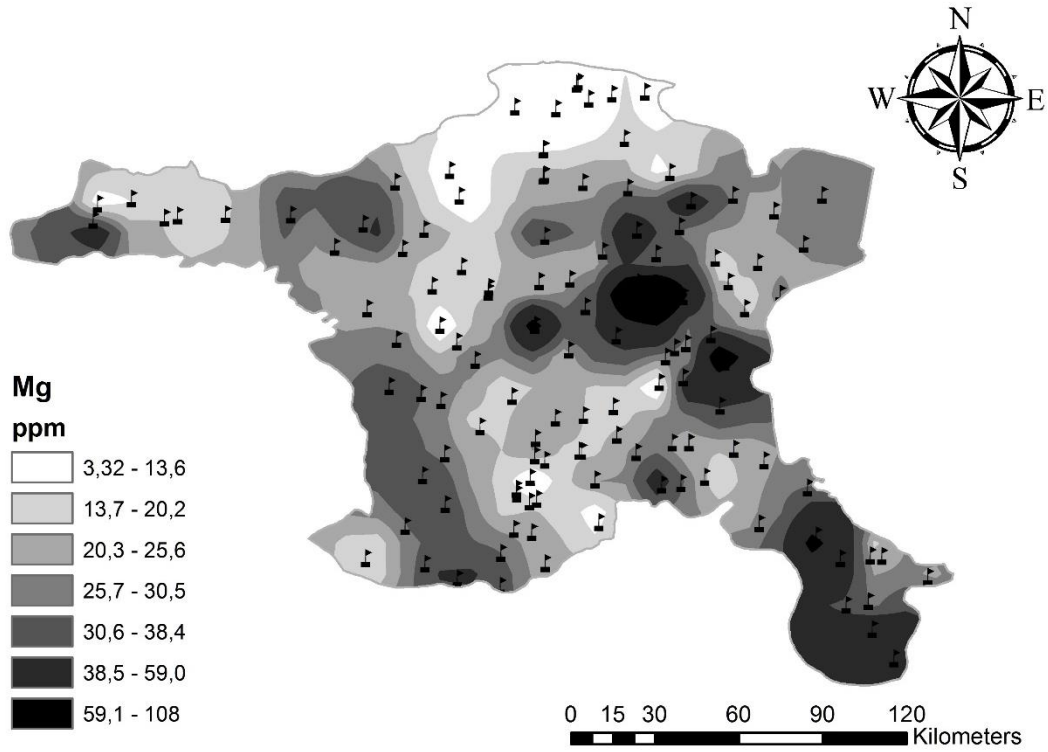 N
W E
S
Mg
ppm
3,32 - 13,6
13,7 - 20,2
20,3 - 25,6
25,7 - 30,5
30,6 - 38,4
38,5 - 59,0
59,1 - 108
0 15 30 60 90 120
Kilometers